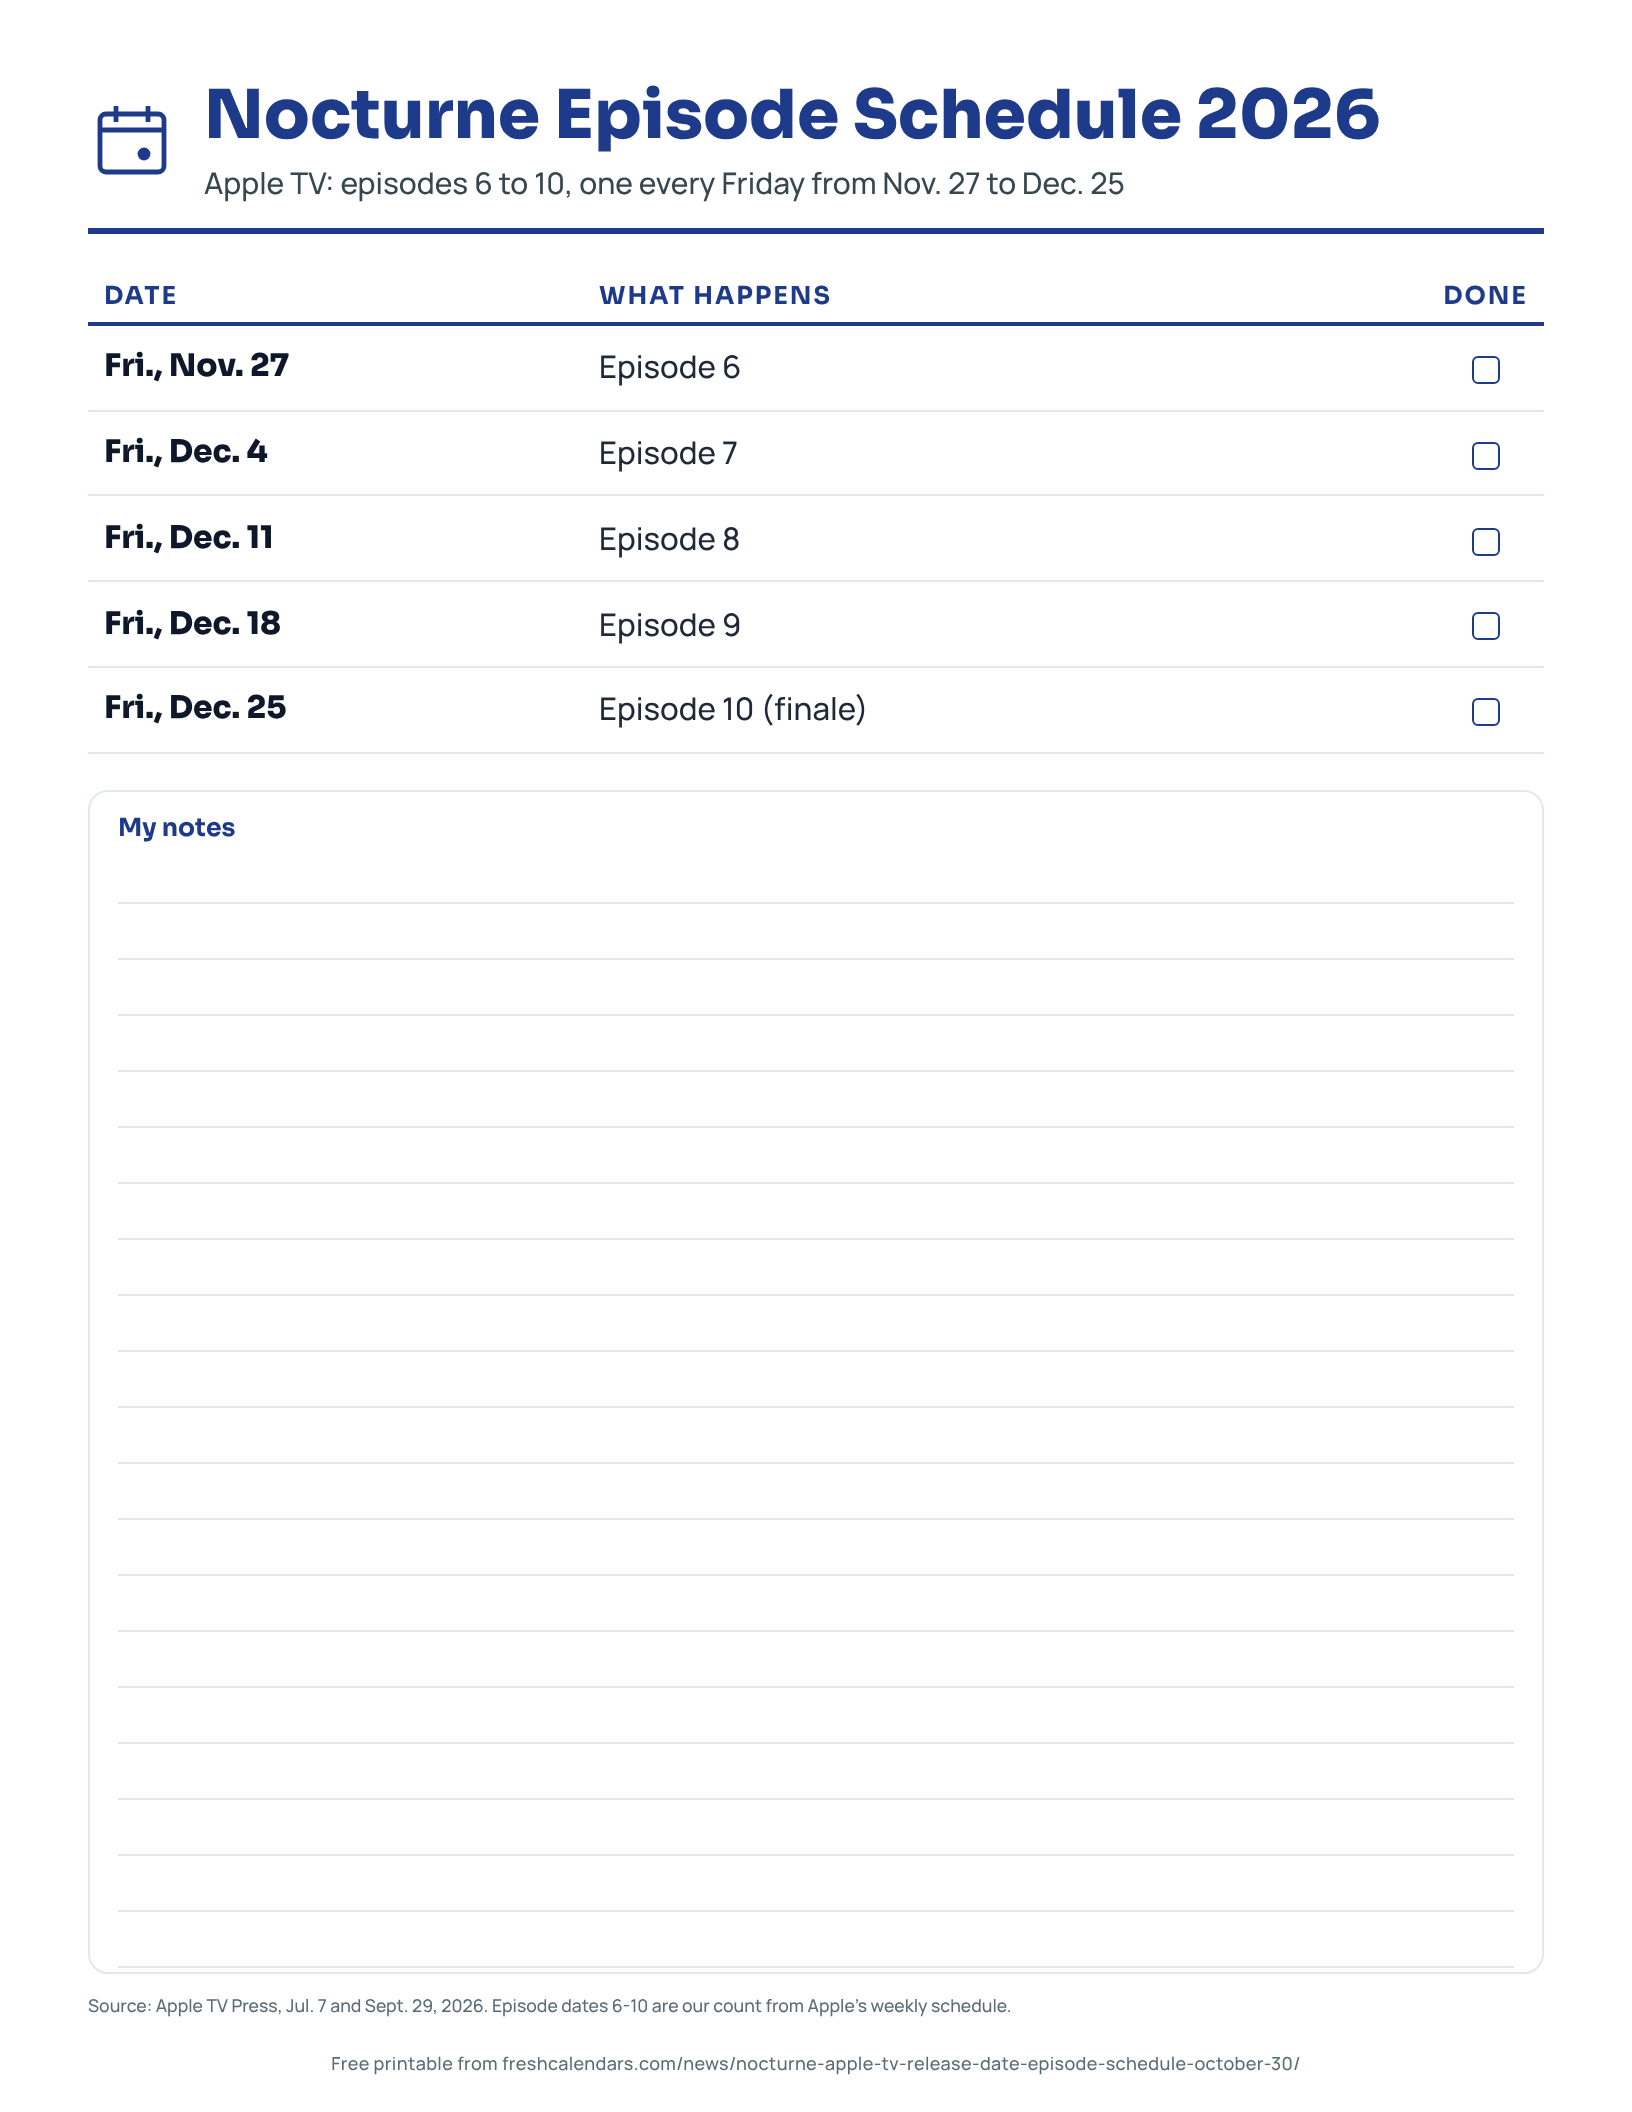 Nocturne Episode Schedule 2026
Apple TV: episodes 6 to 10, one every Friday from Nov. 27 to Dec. 25
DATE WHAT HAPPENS DONE
Fri., Nov. 27 Episode 6
Fri., Dec. 4 Episode 7
Fri., Dec. 11 Episode 8
Fri., Dec. 18 Episode 9
Fri., Dec. 25 Episode 10 (finale)
My notes
Source: Apple TV Press, Jul. 7 and Sept. 29, 2026. Episode dates 6-10 are our count from Apple's weekly schedule.
Free printable from freshcalendars.com/news/nocturne-apple-tv-release-date-episode-schedule-october-30/